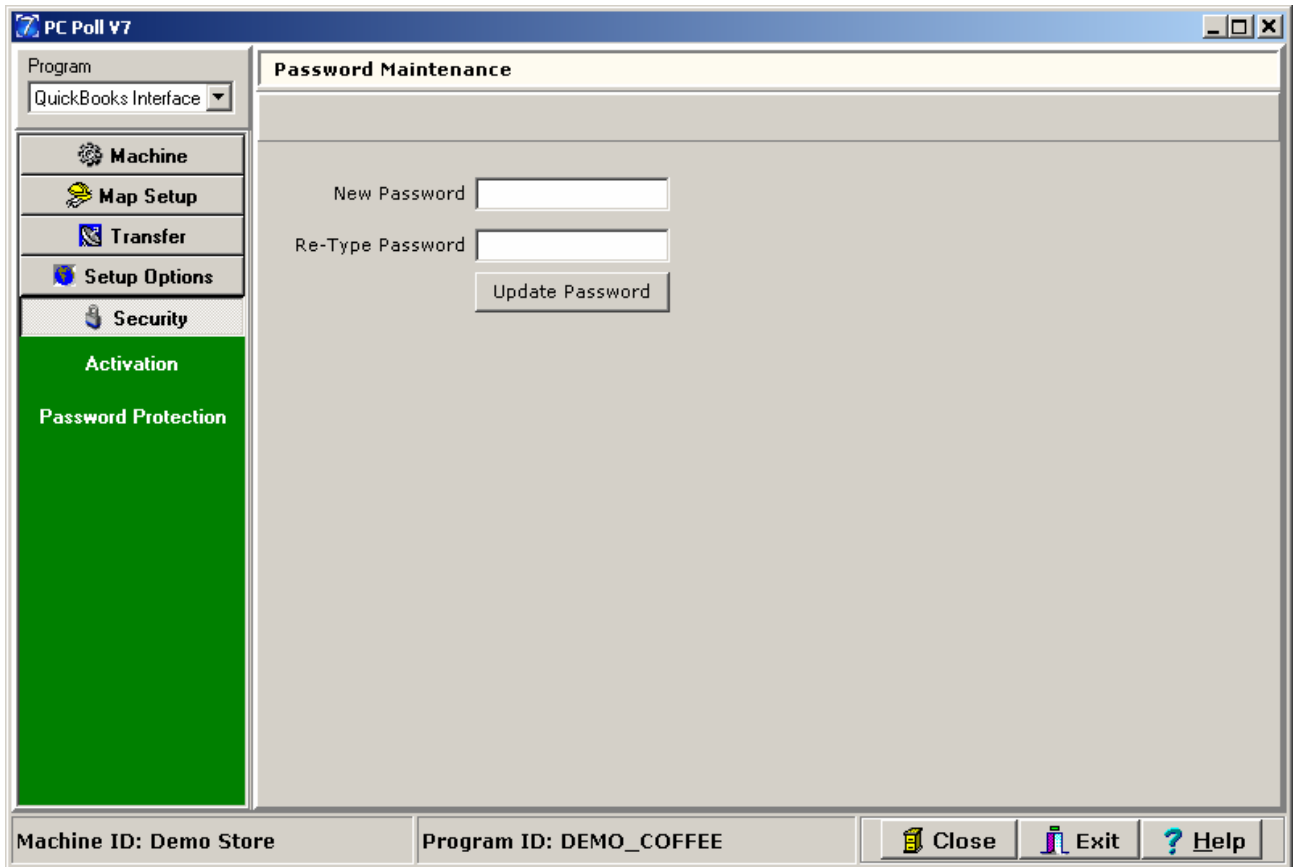 PC Poll V7
Program
QuickBooks Interface
Machine
Map Setup
Transfer
Setup Options
Security
Activation
Password Protection
Password Maintenance
New Password
Re-Type Password
Update Password
Machine ID: Demo Store
Program ID: DEMO_COFFEE
Close
Exit
? Help